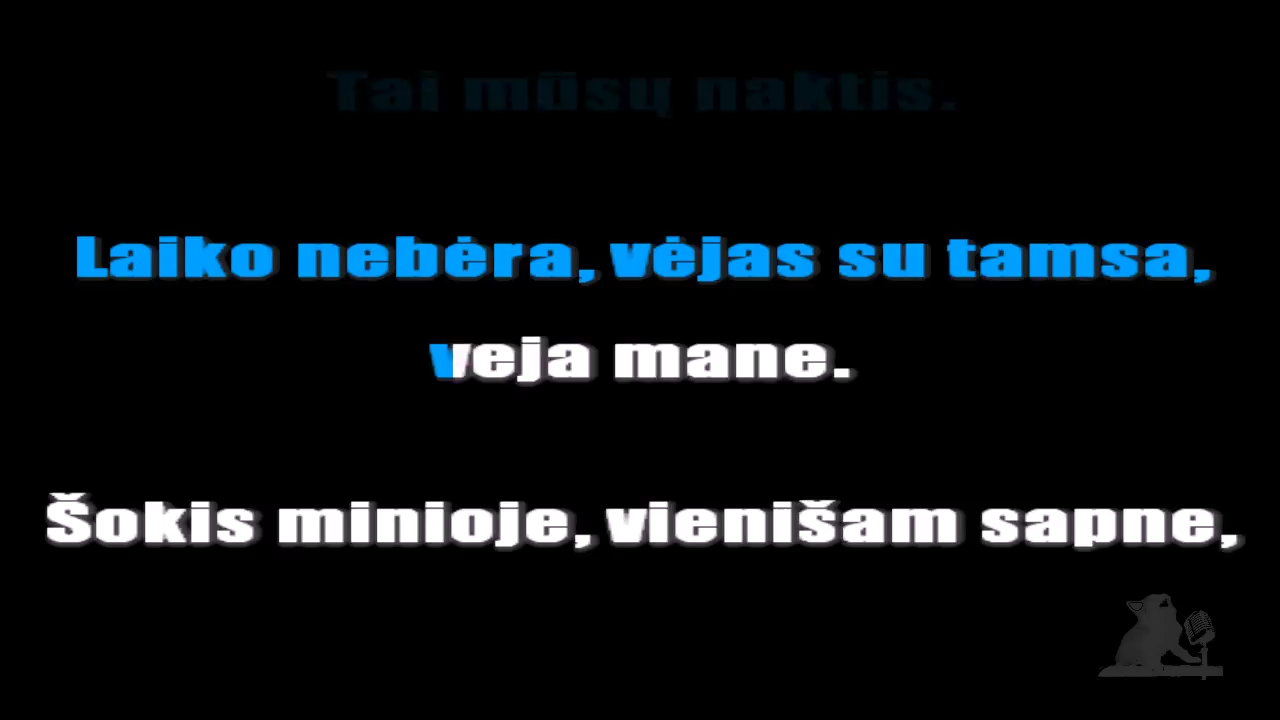 Tai mūsų naktis.
Laiko nebėra, vėjas su tamsa,
veja mane.
Šokis minioje, vienišam sapne,